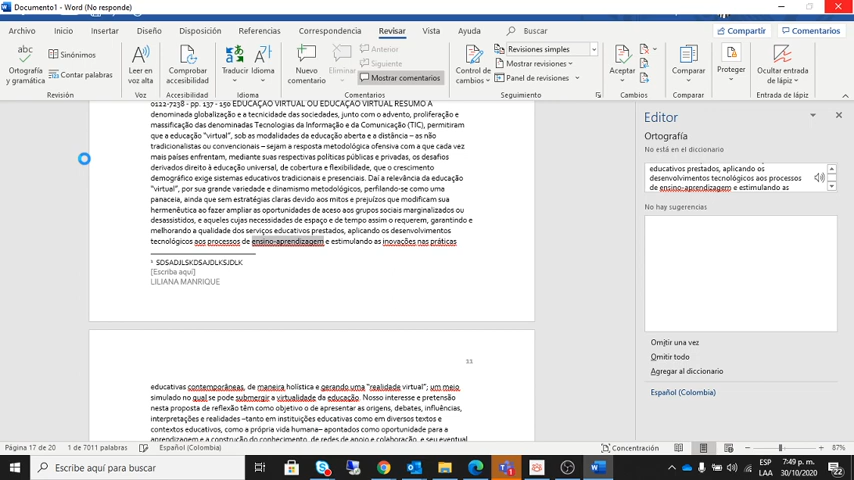 Documento1 - Word (No responde)
Archivo Inicio Insertar Diseño Disposición Referencias Correspondencia Revisar Vista Ayuda Buscar Compartir Comentarios
abc
Ortografía y gramática
Sinónimos
Contar palabras
Revisión
Leer en voz alta
Voz
Comprobar accesibilidad
Accesibilidad
Traducir
Idioma
Idioma
Nuevo comentario
Eliminar
Anterior
Siguiente
Mostrar comentarios
Comentarios
Control de cambios
Revisiones simples
Mostrar revisiones
Panel de revisiones
Seguimiento
Aceptar
Cambios
Comparar
Comparar
Proteger
Ocultar entrada de lápiz
Entrada de lápiz
0122-7238 - pp. 137 - 150 EDUCAÇÃO VIRTUAL OU EDUCAÇÃO VIRTUAL RESUMO A
denominada globalização e a tecnicidade das sociedades, junto com o advento, proliferação e
massificação das denominadas Tecnologias da Informação e da Comunicação (TIC), permitiram
que a educação "virtual", sob as modalidades da educação aberta e a distância – as não
tradicionalistas ou convencionais – sejam a resposta metodológica ofensiva com a que cada vez
mais países enfrentam, mediante suas respectivas políticas públicas e privadas, os desafios
derivados direito à educação universal, de cobertura e flexibilidade, que o crescimento
demográfico exige sistemas educativos tradicionais e presenciais. Daí a relevância da educação
"virtual", por sua grande variedade e dinamismo metodológicos, perfilando-se como uma
panaceia, ainda que sem estratégias claras devido aos mitos e prejuízos que modificam sua
hermenêutica ao fazer ampliar as oportunidades de aceso aos grupos sociais marginalizados ou
desassistidos, e aqueles cujas necessidades de espaço e de tempo assim o requerem, garantindo e
melhorando a qualidade dos serviços educativos prestados, aplicando os desenvolvimentos
tecnológicos aos processos de ensino-aprendizagem e estimulando as inovações nas práticas
¹ SDSADJLSKDSAJDLKSJDLK
[Escriba aquí]
LILIANA MANRIQUE
33
educativas contemporâneas, de maneira holística e gerando uma "realidade virtual"; um meio
simulado no qual se pode submergir a virtualidade da educação. Nosso interesse e pretensão
nesta proposta de reflexão têm como objetivo o de apresentar as origens, debates, influências,
interpretações e realidades –tanto em instituições educativas como em diversos textos e
contextos educativos, como a própria vida humana– apontados como oportunidade para a
aprendizagem e a construção do conhecimento, de redes de apoio e colaboração, e seu eventual
Editor
Ortografía
No está en el diccionario
educativos prestados, aplicando os
desenvolvimentos tecnológicos aos processos
de ensino-aprendizagem e estimulando as
No hay sugerencias
Omitir una vez
Omitir todo
Agregar al diccionario
Español (Colombia)
Página 17 de 20 1 de 7011 palabras Español (Colombia) Concentración 87%
Escribe aquí para buscar
ESP 7:49 p. m.
LAA 30/10/2020 22